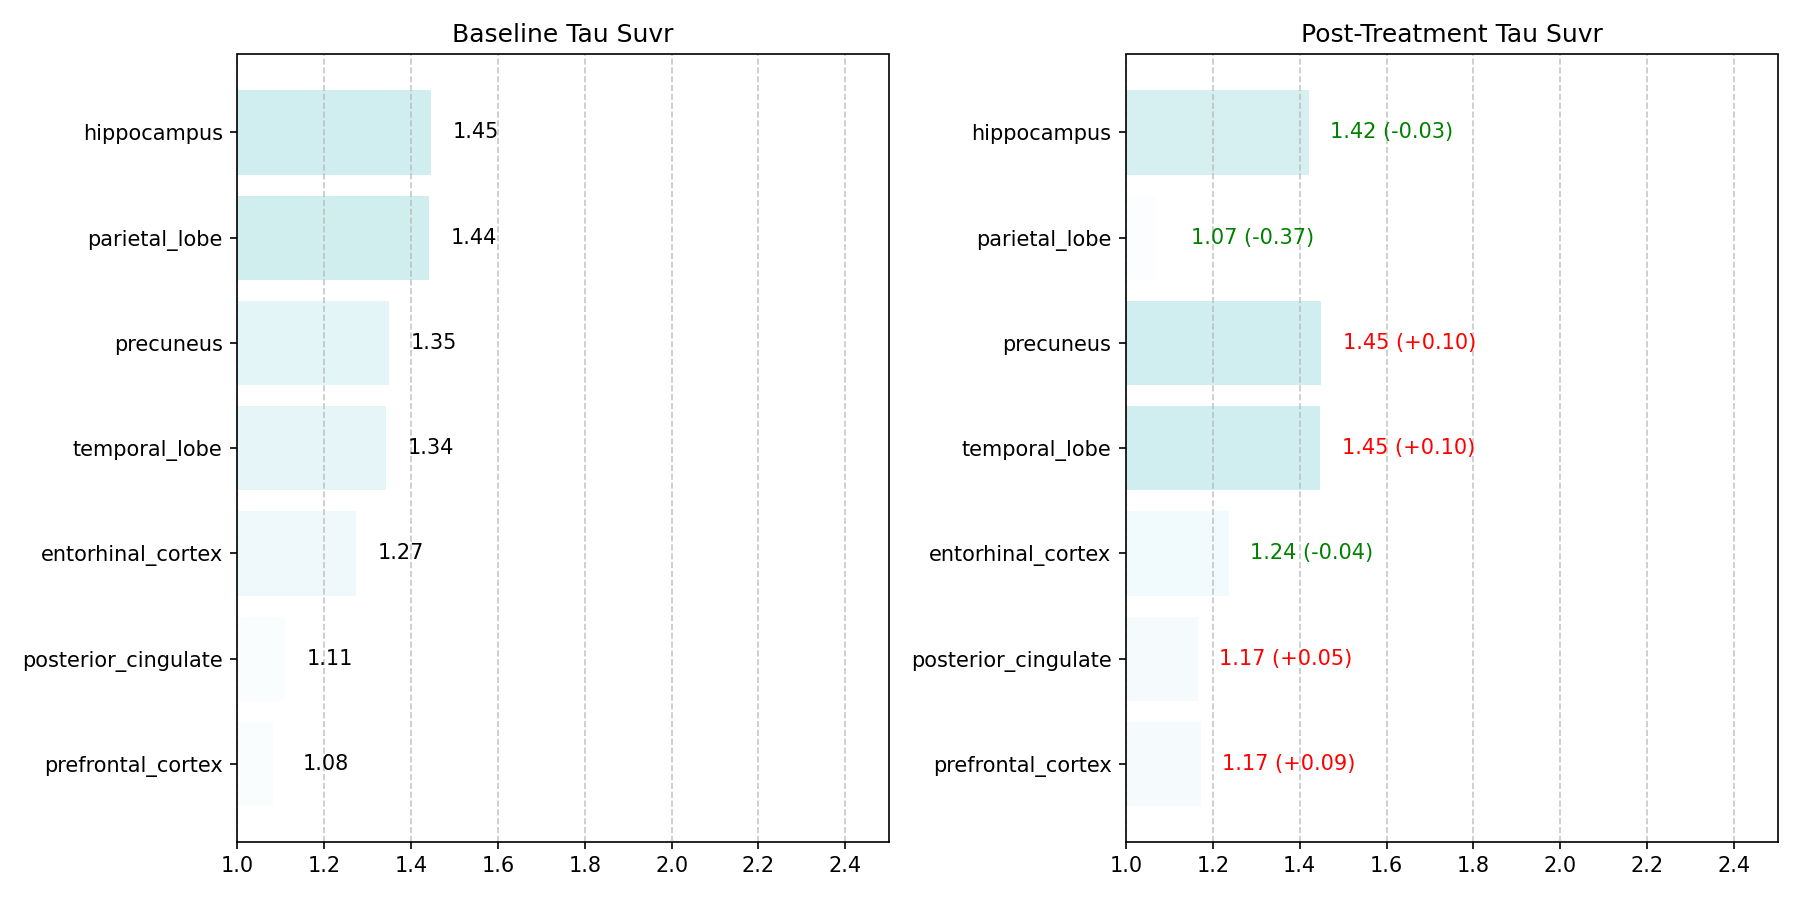 Baseline Tau Suvr
hippocampus 1.45
parietal_lobe 1.44
precuneus 1.35
temporal_lobe 1.34
entorhinal_cortex 1.27
posterior_cingulate 1.11
prefrontal_cortex 1.08
1.0 1.2 1.4 1.6 1.8 2.0 2.2 2.4
Post-Treatment Tau Suvr
hippocampus 1.42 (-0.03)
parietal_lobe 1.07 (-0.37)
precuneus 1.45 (+0.10)
temporal_lobe 1.45 (+0.10)
entorhinal_cortex 1.24 (-0.04)
posterior_cingulate 1.17 (+0.05)
prefrontal_cortex 1.17 (+0.09)
1.0 1.2 1.4 1.6 1.8 2.0 2.2 2.4